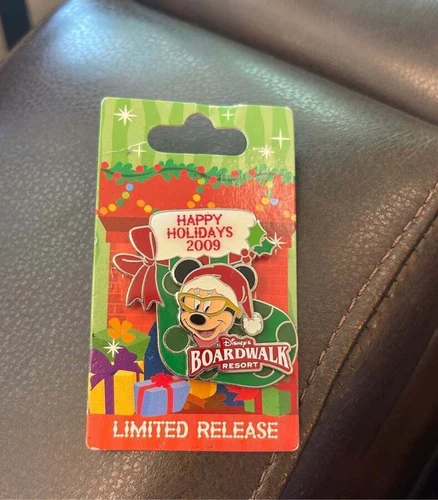 HAPPY
HOLIDAYS
2009
Disney's
BOARDWALK
RESORT
LIMITED RELEASE